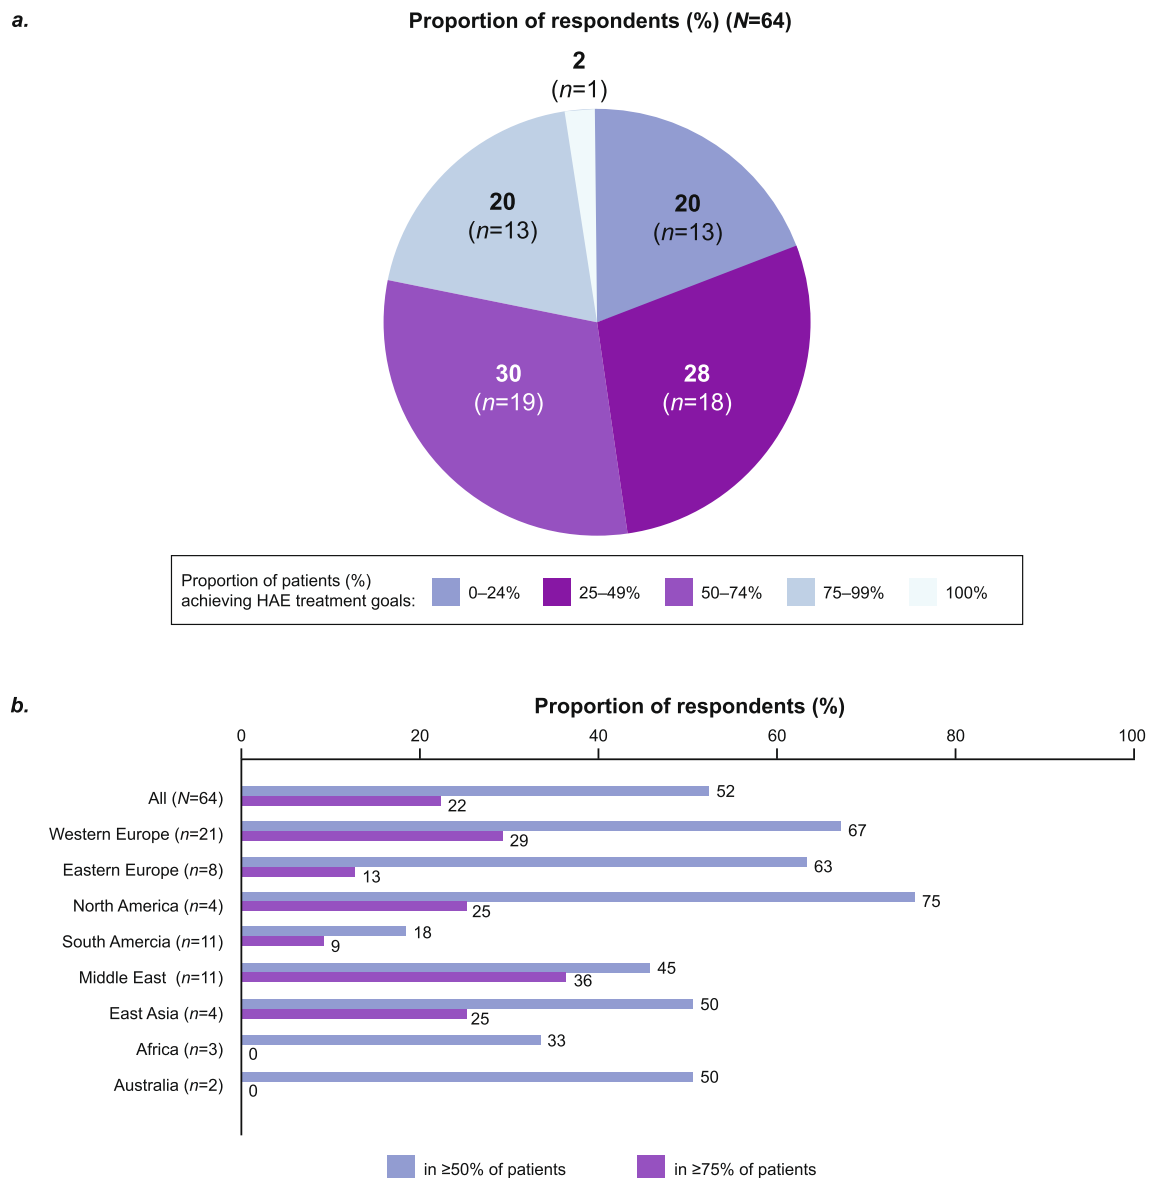 a.
Proportion of respondents (%) (N=64)
2
(n=1)
20
(n=13)
20
(n=13)
30
(n=19)
28
(n=18)
Proportion of patients (%)
achieving HAE treatment goals:
0–24%
25–49%
50–74%
75–99%
100%
b.
Proportion of respondents (%)
0
20
40
60
80
100
All (N=64)
52
22
Western Europe (n=21)
67
29
Eastern Europe (n=8)
63
13
North America (n=4)
75
25
South Amercia (n=11)
18
9
Middle East (n=11)
45
36
East Asia (n=4)
50
25
Africa (n=3)
33
0
Australia (n=2)
50
0
in ≥50% of patients
in ≥75% of patients